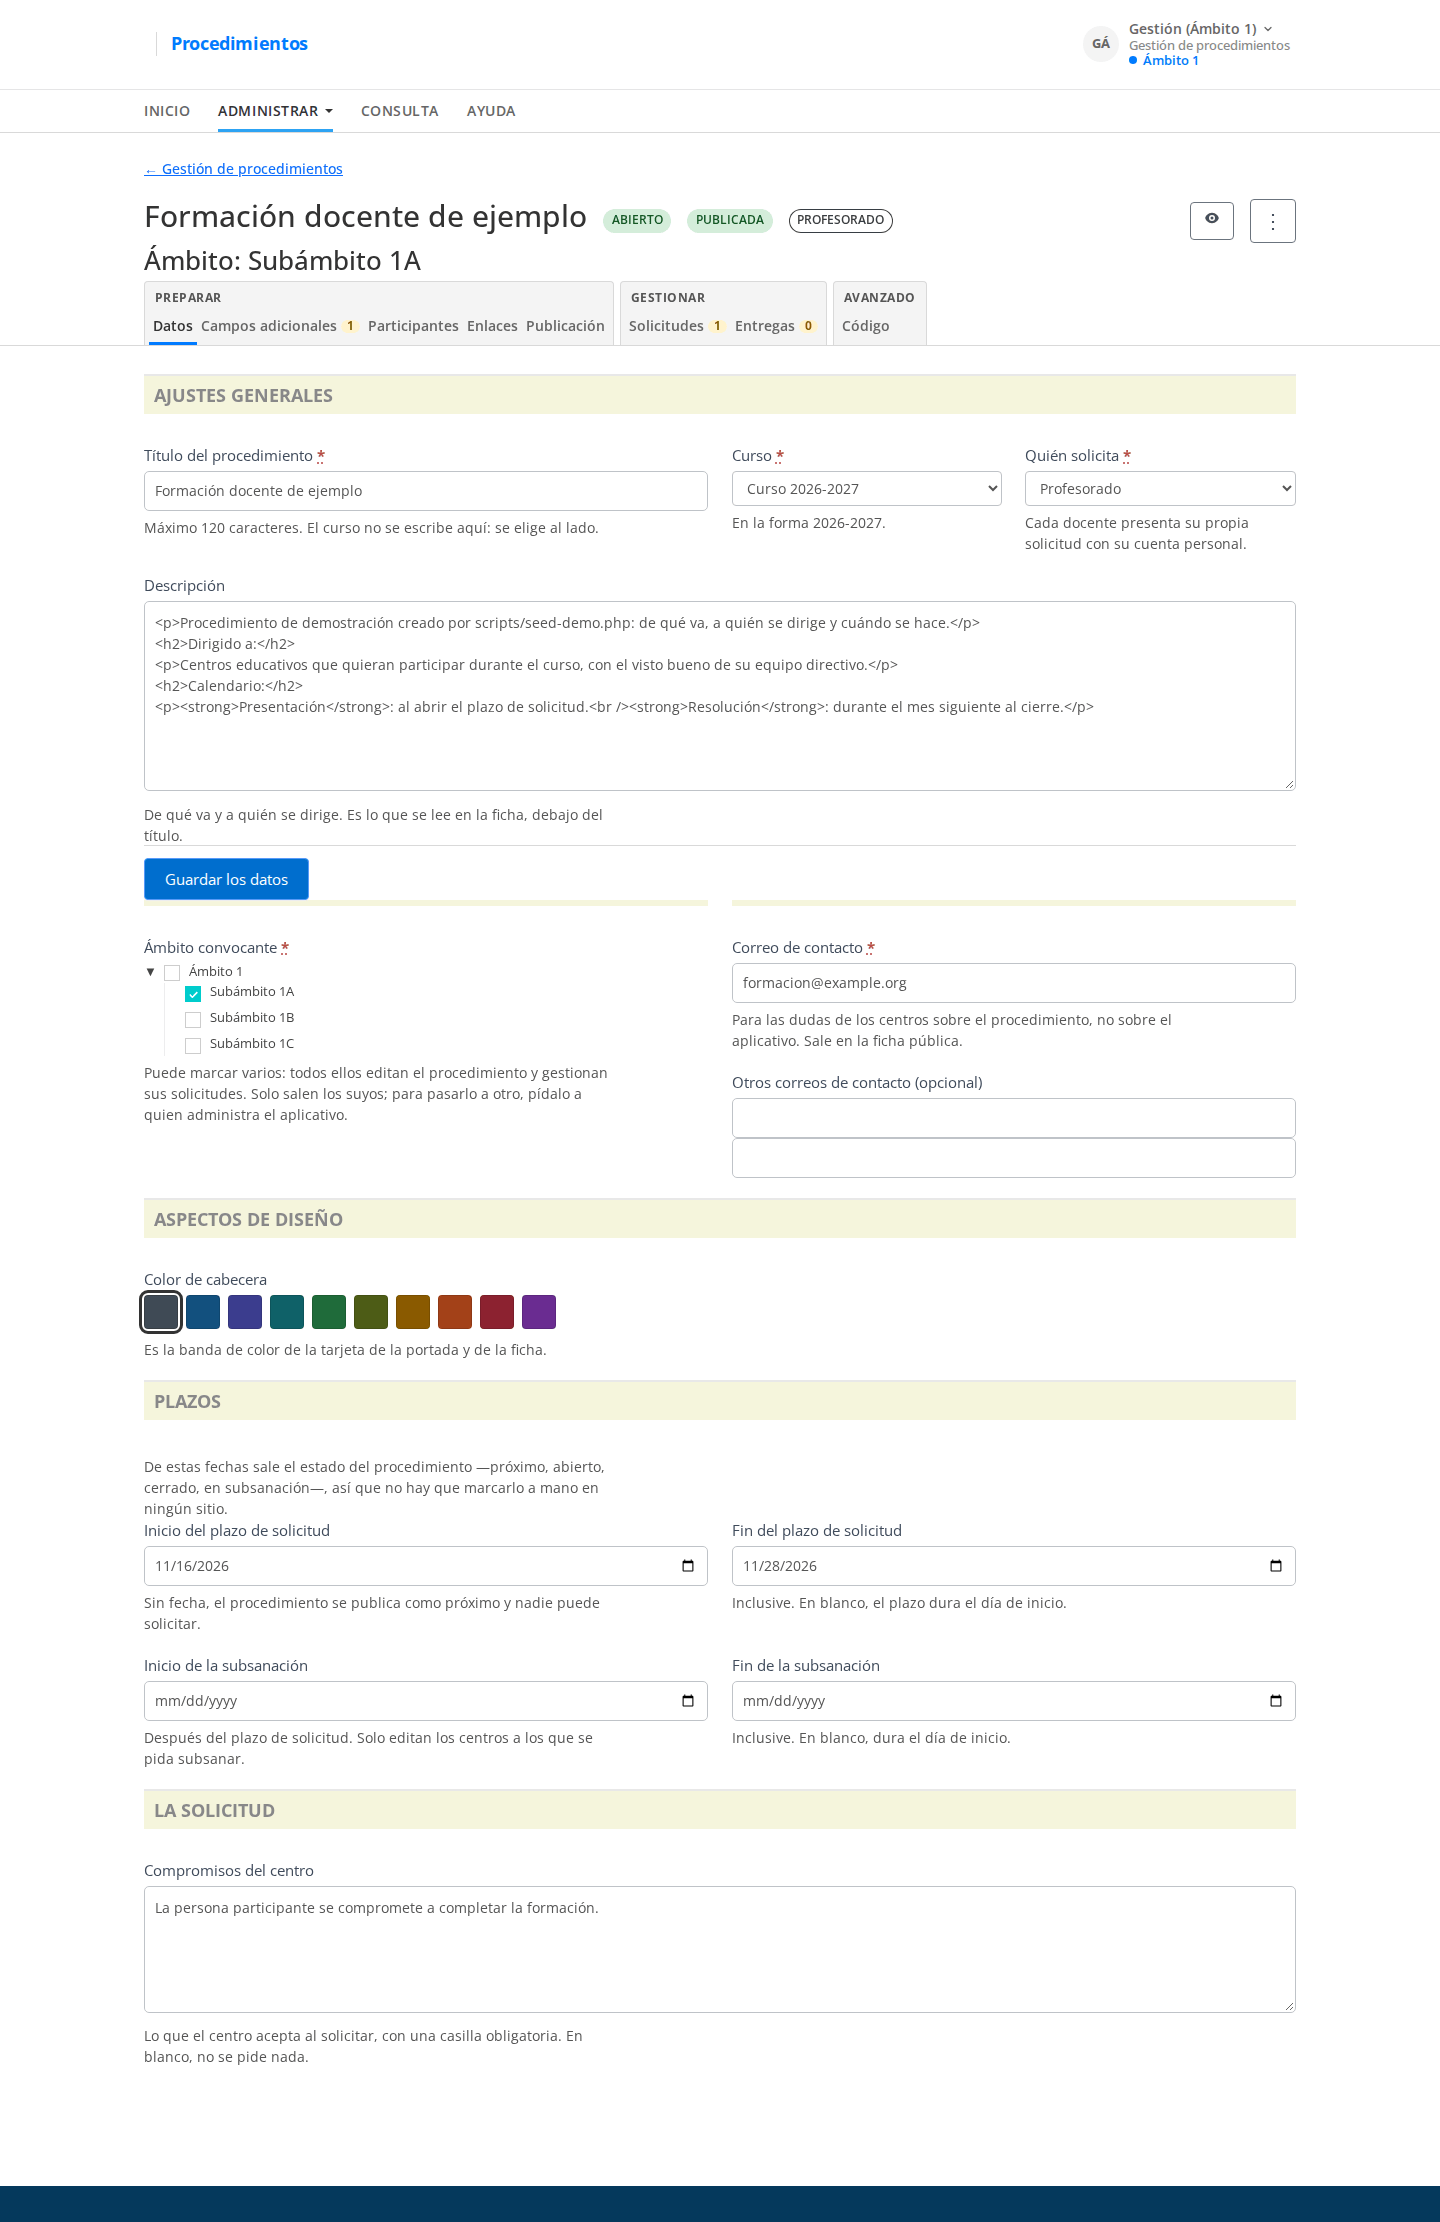 Procedimientos
GÁ
Gestión (Ámbito 1)
Gestión de procedimientos
Ámbito 1
INICIO ADMINISTRAR CONSULTA AYUDA
← Gestión de procedimientos
Formación docente de ejemplo ABIERTO PUBLICADA PROFESORADO
Ámbito: Subámbito 1A
PREPARAR GESTIONAR AVANZADO
Datos Campos adicionales 1 Participantes Enlaces Publicación Solicitudes 1 Entregas 0 Código
AJUSTES GENERALES
Título del procedimiento * Curso * Quién solicita *
Formación docente de ejemplo Curso 2026-2027 Profesorado
Máximo 120 caracteres. El curso no se escribe aquí: se elige al lado.
En la forma 2026-2027.
Cada docente presenta su propia
solicitud con su cuenta personal.
Descripción
<p>Procedimiento de demostración creado por scripts/seed-demo.php: de qué va, a quién se dirige y cuándo se hace.</p>
<h2>Dirigido a:</h2>
<p>Centros educativos que quieran participar durante el curso, con el visto bueno de su equipo directivo.</p>
<h2>Calendario:</h2>
<p><strong>Presentación</strong>: al abrir el plazo de solicitud.<br /><strong>Resolución</strong>: durante el mes siguiente al cierre.</p>
De qué va y a quién se dirige. Es lo que se lee en la ficha, debajo del
título.
Guardar los datos
Ámbito convocante *
▼ Ámbito 1
Subámbito 1A
Subámbito 1B
Subámbito 1C
Puede marcar varios: todos ellos editan el procedimiento y gestionan
sus solicitudes. Solo salen los suyos; para pasarlo a otro, pídalo a
quien administra el aplicativo.
Correo de contacto *
formacion@example.org
Para las dudas de los centros sobre el procedimiento, no sobre el
aplicativo. Sale en la ficha pública.
Otros correos de contacto (opcional)
ASPECTOS DE DISEÑO
Color de cabecera
Es la banda de color de la tarjeta de la portada y de la ficha.
PLAZOS
De estas fechas sale el estado del procedimiento —próximo, abierto,
cerrado, en subsanación—, así que no hay que marcarlo a mano en
ningún sitio.
Inicio del plazo de solicitud Fin del plazo de solicitud
11/16/2026 11/28/2026
Sin fecha, el procedimiento se publica como próximo y nadie puede
solicitar.
Inclusive. En blanco, el plazo dura el día de inicio.
Inicio de la subsanación Fin de la subsanación
mm/dd/yyyy mm/dd/yyyy
Después del plazo de solicitud. Solo editan los centros a los que se
pida subsanar.
Inclusive. En blanco, dura el día de inicio.
LA SOLICITUD
Compromisos del centro
La persona participante se compromete a completar la formación.
Lo que el centro acepta al solicitar, con una casilla obligatoria. En
blanco, no se pide nada.